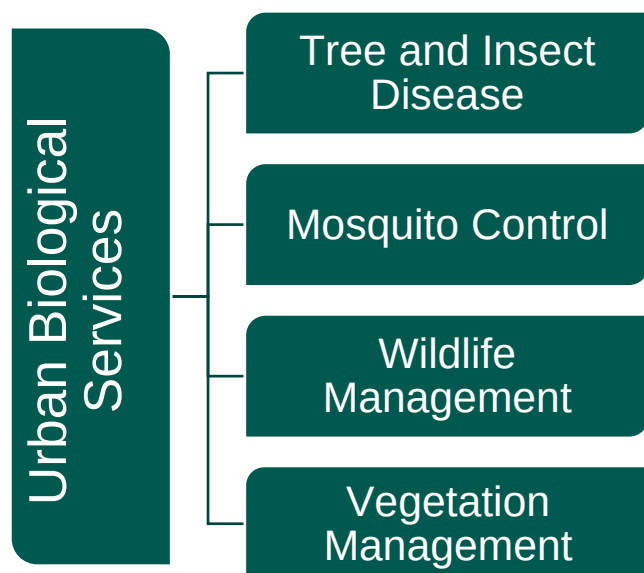 Urban Biological
Services
Tree and Insect
Disease
Mosquito Control
Wildlife
Management
Vegetation
Management